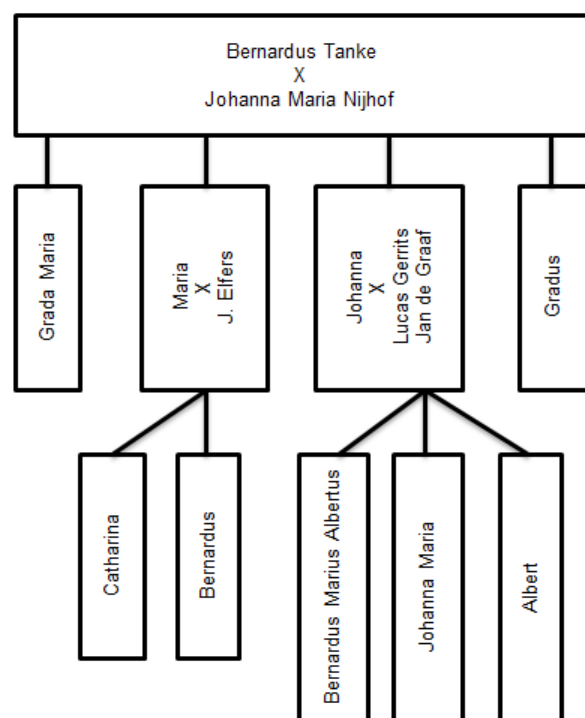 Bernardus Tanke
X
Johanna Maria Nijhof
Grada Maria
Maria
X
J. Elfers
Johanna
X
Lucas Gerrits
Jan de Graaf
Gradus
Catharina
Bernardus
Bernardus Marius Albertus
Johanna Maria
Albert